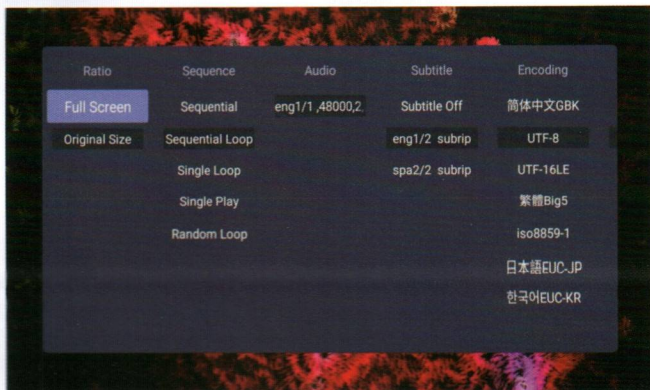 Ratio
Sequence
Audio
Subtitle
Encoding
Full Screen
Sequential
eng1/1 ,48000,2,
Subtitle Off
简体中文GBK
Original Size
Sequential Loop
eng1/2 subrip
UTF-8
Single Loop
spa2/2 subrip
UTF-16LE
Single Play
繁體Big5
Random Loop
iso8859-1
日本語EUC-JP
한국어EUC-KR